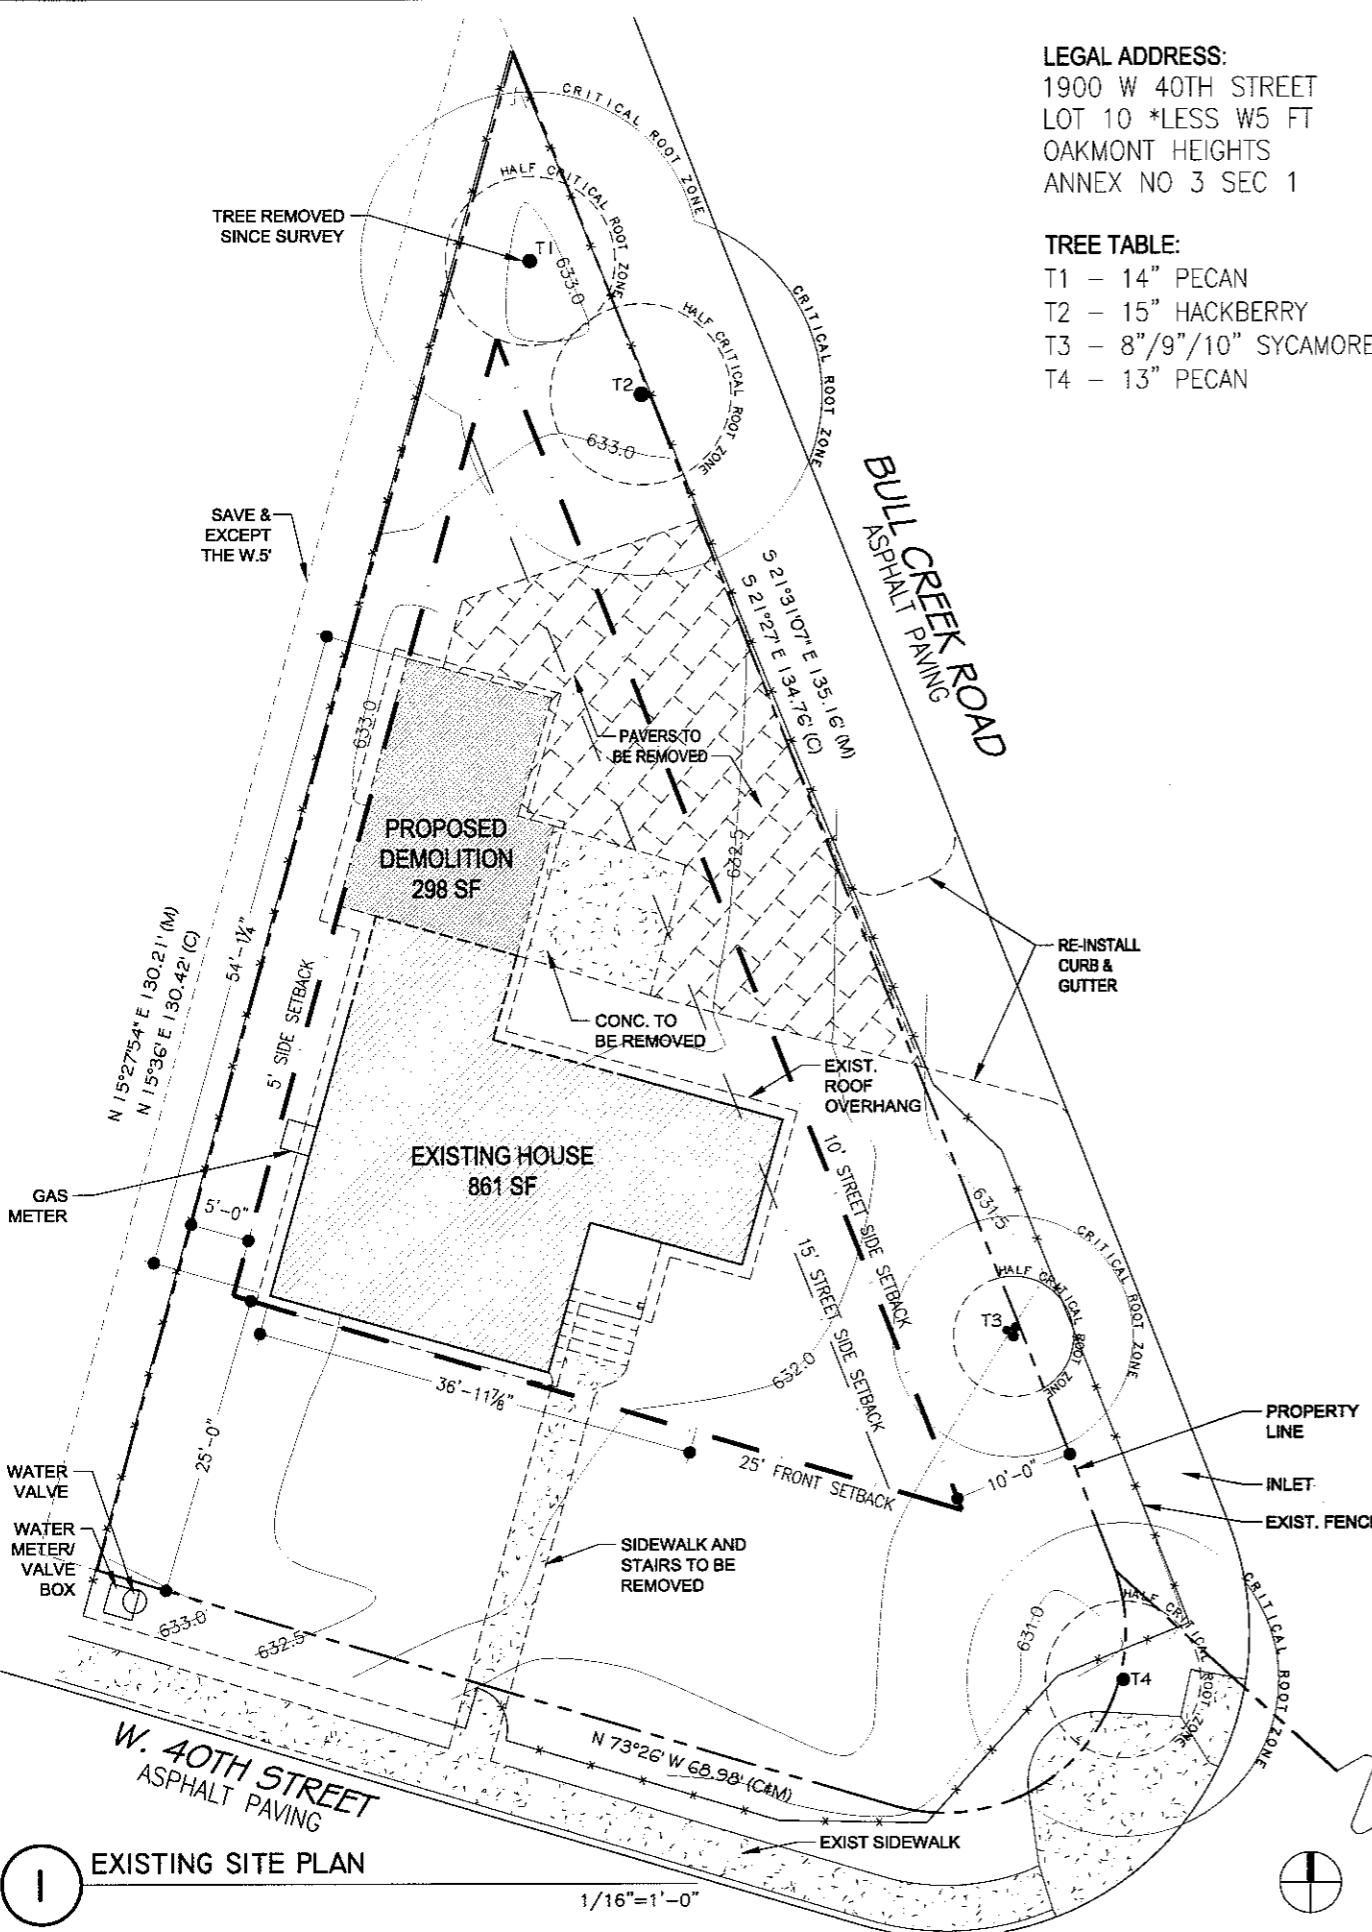 LEGAL ADDRESS:
1900 W 40TH STREET
LOT 10 *LESS W5 FT
OAKMONT HEIGHTS
ANNEX NO 3 SEC 1
TREE TABLE:
T1 – 14" PECAN
T2 – 15" HACKBERRY
T3 – 8"/9"/10" SYCAMORE
T4 – 13" PECAN
CRITICAL ROOT ZONE
HALF CRITICAL ROOT ZONE
TREE REMOVED
SINCE SURVEY
T1
633.0
HALF CRITICAL ROOT ZONE
CRITICAL ROOT ZONE
T2
633.0
BULL CREEK ROAD
ASPHALT PAVING
SAVE &
EXCEPT
THE W.5'
S 21°31'07" E 135.16' (M)
S 21°27' E 134.76' (C)
633.0
PAVERS TO
BE REMOVED
PROPOSED
DEMOLITION
298 SF
632.5
N 15°27'54" E 130.21' (M)
N 15°36' E 130.42' (C)
54'-1¼"
5' SIDE SETBACK
RE-INSTALL
CURB &
GUTTER
CONC. TO
BE REMOVED
EXIST.
ROOF
OVERHANG
EXISTING HOUSE
861 SF
10' STREET SIDE SETBACK
15' STREET SIDE SETBACK
GAS
METER
5'-0"
631.5
CRITICAL ROOT ZONE
HALF CRITICAL ROOT ZONE
T3
632.0
36'-11⅞"
25'-0"
25' FRONT SETBACK
10'-0"
PROPERTY
LINE
INLET
EXIST. FENC
WATER
VALVE
WATER
METER/
VALVE
BOX
SIDEWALK AND
STAIRS TO BE
REMOVED
633.0
632.5
631.0
HALF CRITICAL ROOT ZONE
CRITICAL ROOT ZONE
T4
W. 40TH STREET
ASPHALT PAVING
N 73°26' W 68.98' (C&M)
EXIST SIDEWALK
1
EXISTING SITE PLAN
1/16"=1'-0"